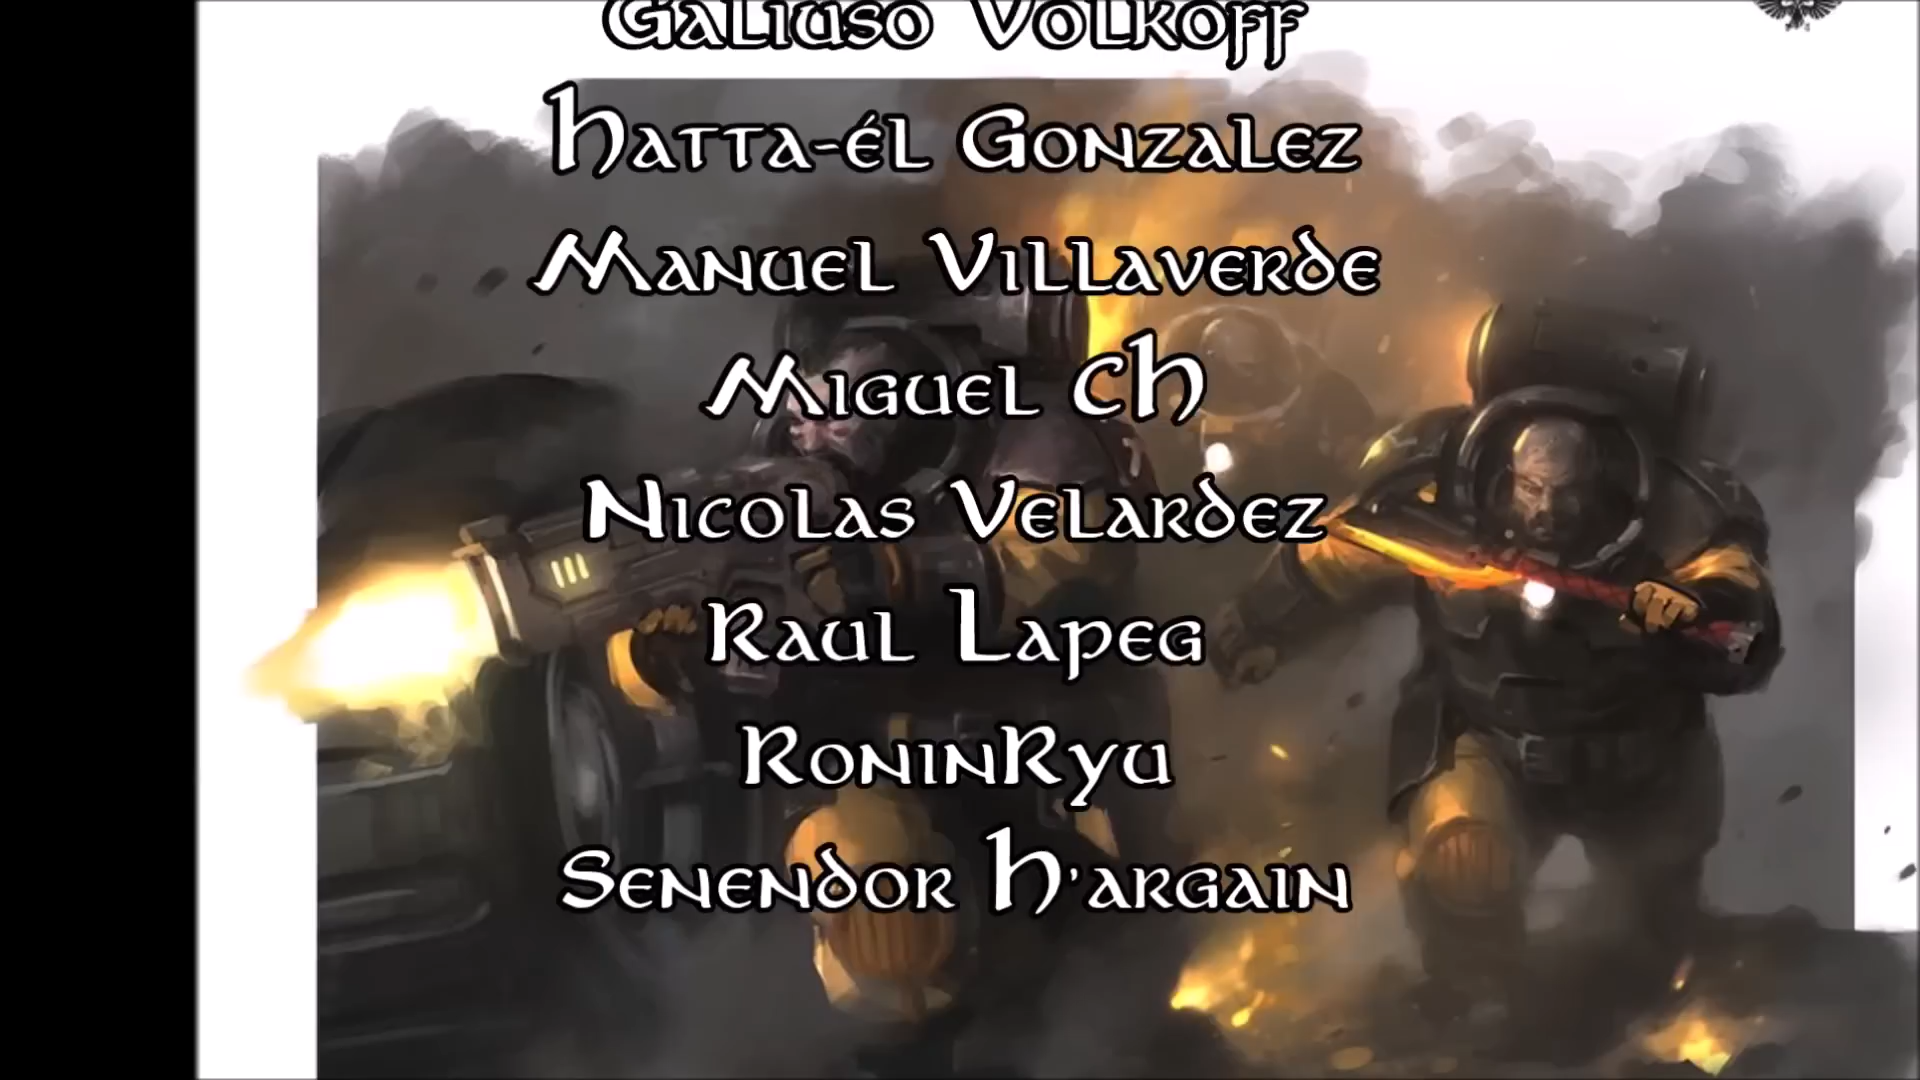 Galiuso Volkoff
Hatta-él Gonzalez
Manuel Villaverde
Miguel CH
Nicolas Velardez
Raul Lapeg
RoninRyu
Senendor H'argain